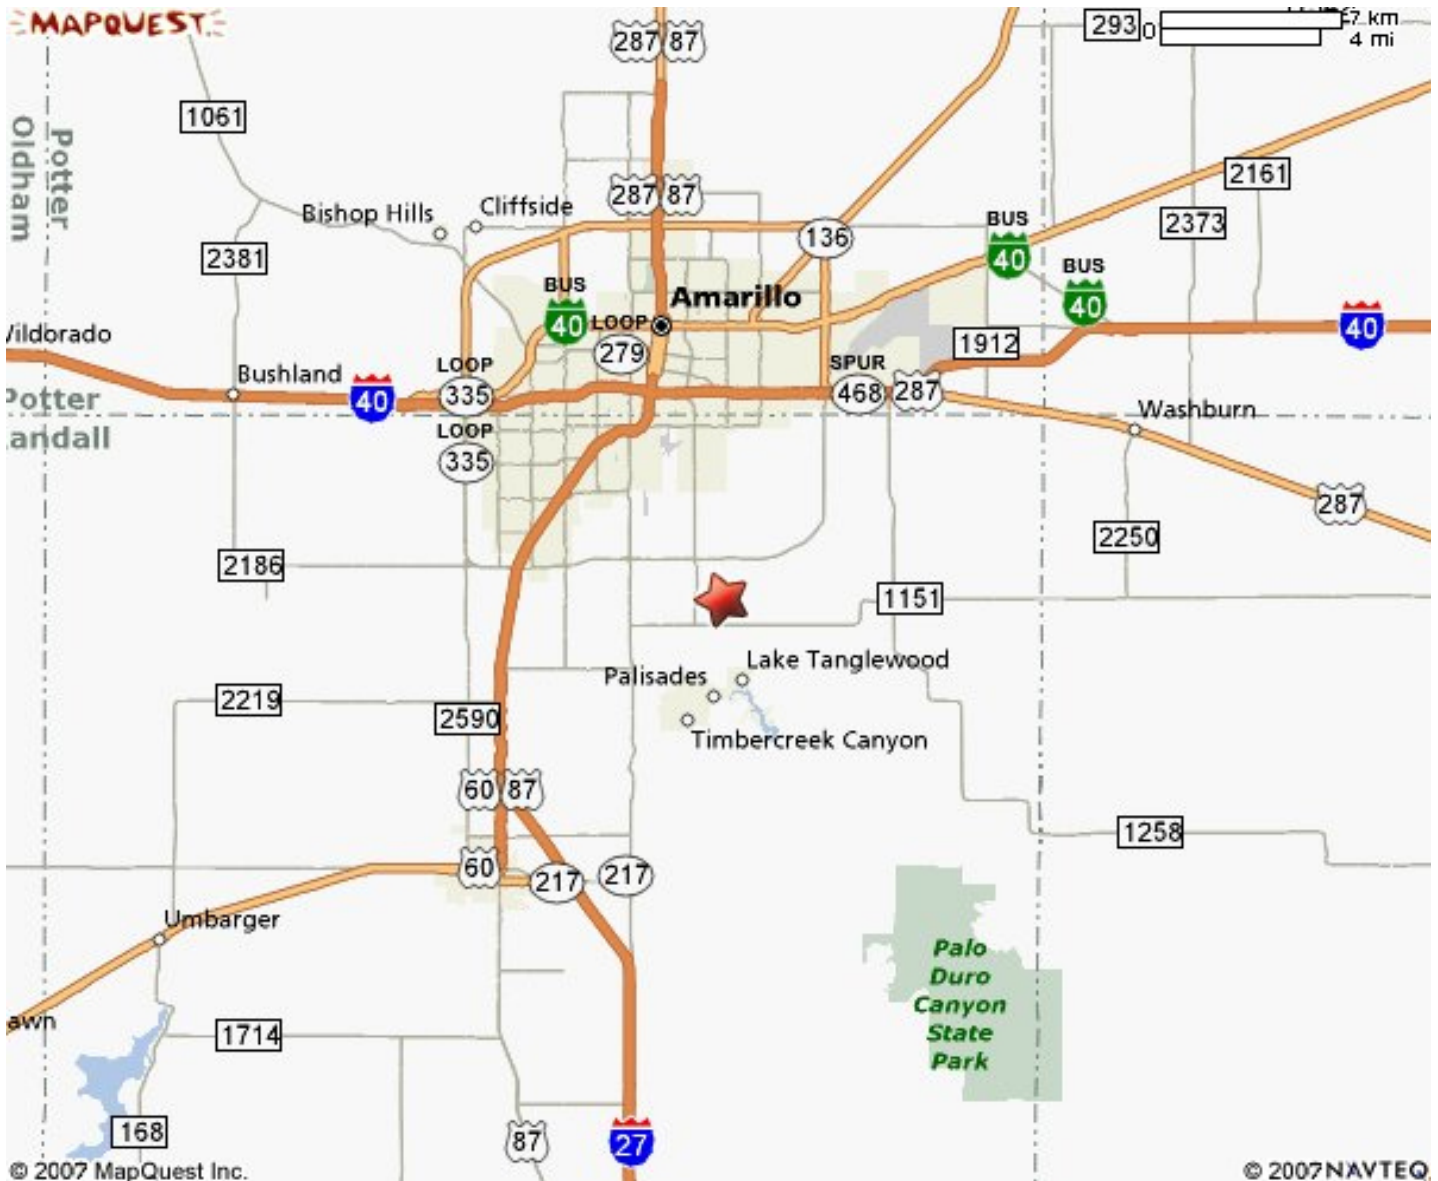 MAPQUEST.
287 87
293
0
7 km
4 mi
1061
Potter
Oldham
2161
287 87
Bishop Hills
Cliffside
136
BUS
40
2373
2381
BUS
40
BUS
40
Amarillo
LOOP
279
40
Bushland
1912
LOOP
335
SPUR
468
287
40
Potter
Washburn
LOOP
335
287
2250
2186
1151
Lake Tanglewood
Palisades
2219
2590
Timbercreek Canyon
60 87
1258
60
217
217
Umbarger
Palo
Duro
Canyon
State
Park
awn
1714
168
87
27
© 2007 MapQuest Inc.
© 2007 NAVTEQ